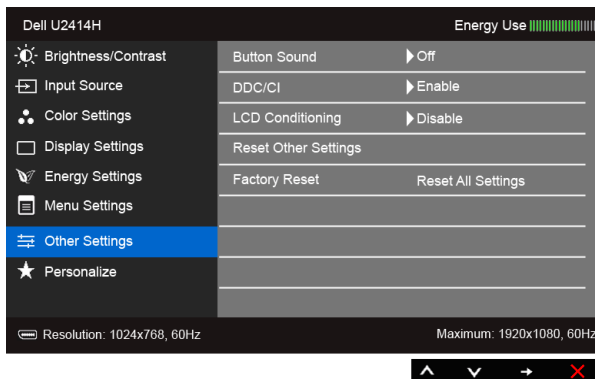 Dell U2414H Energy Use
Brightness/Contrast Button Sound Off
Input Source DDC/CI Enable
Color Settings LCD Conditioning Disable
Display Settings Reset Other Settings
Energy Settings Factory Reset Reset All Settings
Menu Settings
Other Settings
Personalize
Resolution: 1024x768, 60Hz Maximum: 1920x1080, 60Hz